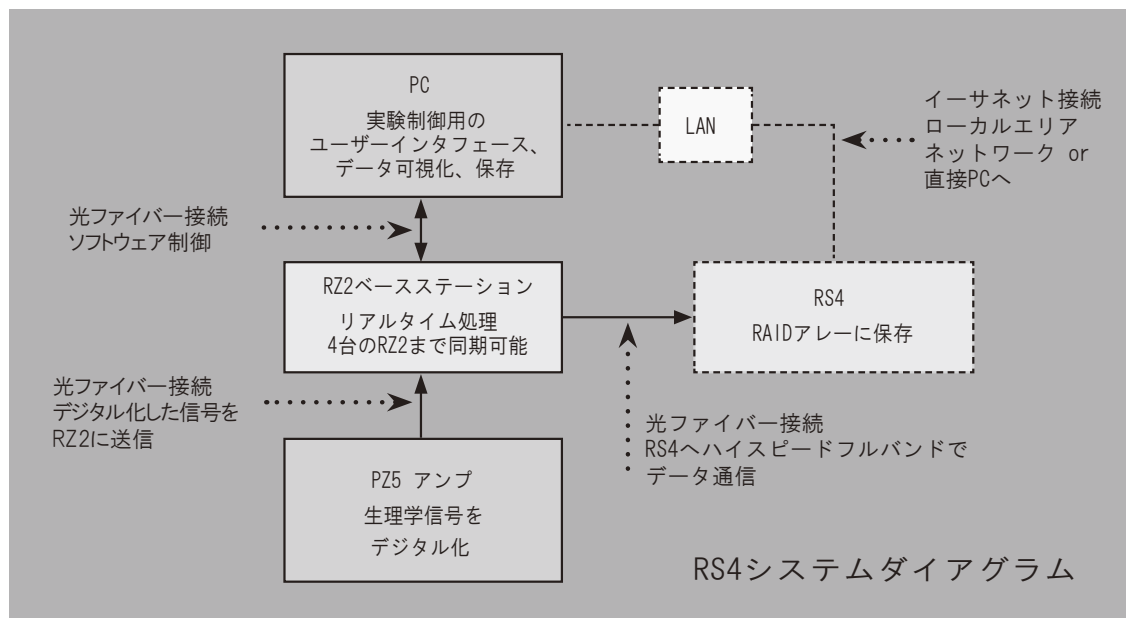 PC
実験制御用の
ユーザーインタフェース、
データ可視化、保存
LAN
イーサネット接続
ローカルエリア
ネットワーク or
直接PCへ
光ファイバー接続
ソフトウェア制御
RZ2ベースステーション
リアルタイム処理
4台のRZ2まで同期可能
RS4
RAIDアレーに保存
光ファイバー接続
デジタル化した信号を
RZ2に送信
光ファイバー接続
RS4へハイスピードフルバンドで
データ通信
PZ5 アンプ
生理学信号を
デジタル化
RS4システムダイアグラム